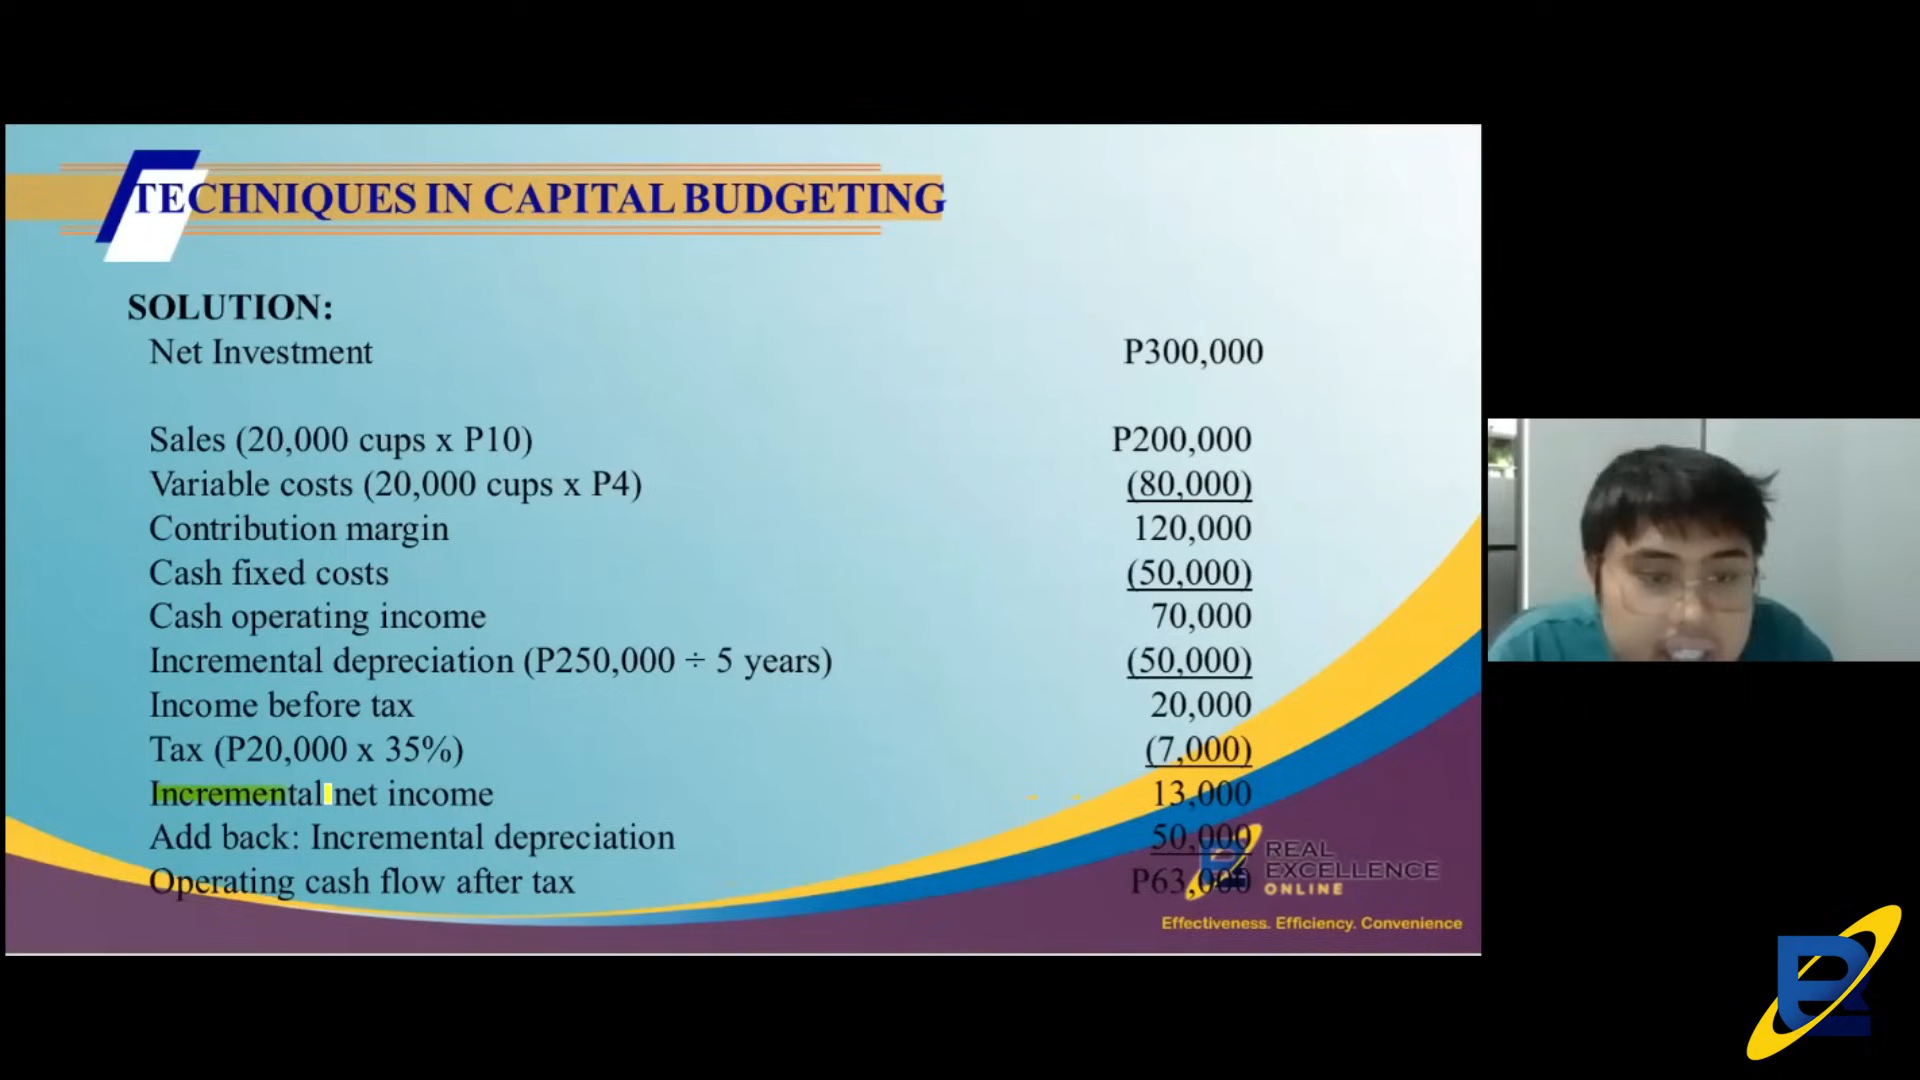 TECHNIQUES IN CAPITAL BUDGETING
SOLUTION:
Net Investment P300,000
Sales (20,000 cups x P10) P200,000
Variable costs (20,000 cups x P4) (80,000)
Contribution margin 120,000
Cash fixed costs (50,000)
Cash operating income 70,000
Incremental depreciation (P250,000 ÷ 5 years) (50,000)
Income before tax 20,000
Tax (P20,000 x 35%) (7,000)
Incremental net income 13,000
Add back: Incremental depreciation 50,000
Operating cash flow after tax P63,000
REAL
EXCELLENCE
ONLINE
Effectiveness. Efficiency. Convenience